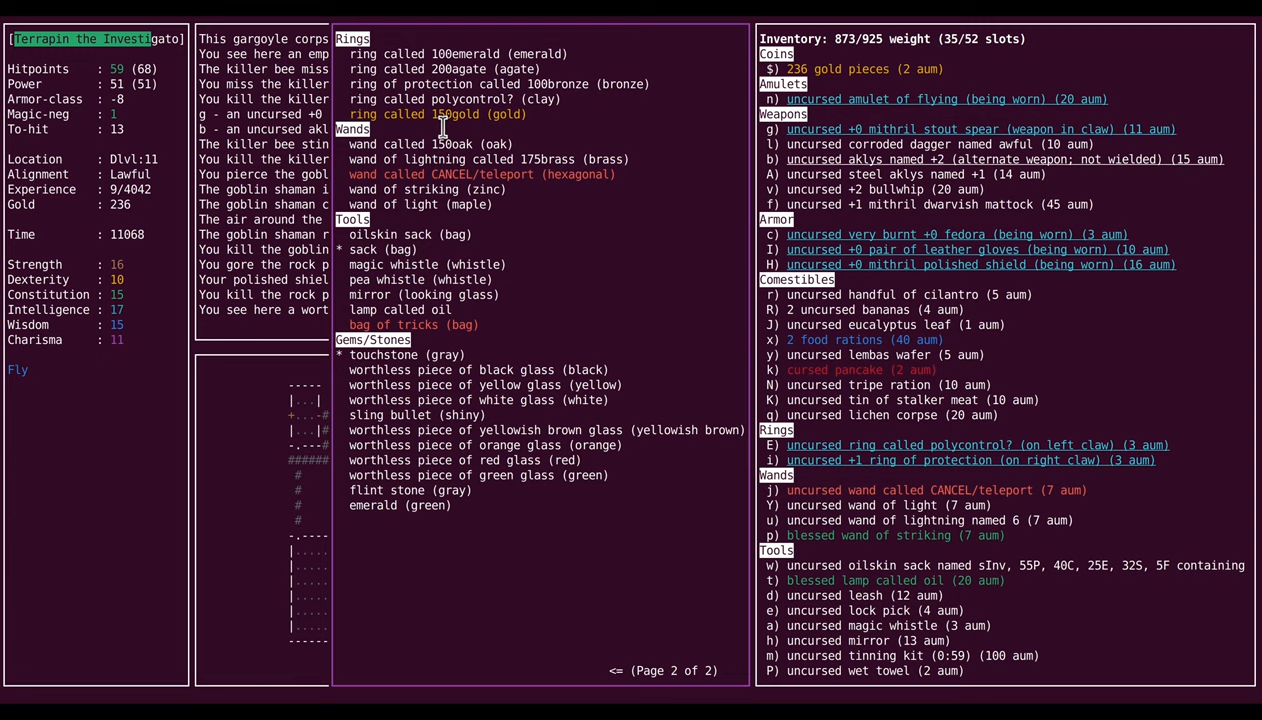 [Terrapin the Investigato]
Hitpoints : 59 (68)
Power : 51 (51)
Armor-class : -8
Magic-neg : 1
To-hit : 13
Location : Dlvl:11
Alignment : Lawful
Experience : 9/4042
Gold : 236
Time : 11068
Strength : 16
Dexterity : 10
Constitution : 15
Intelligence : 17
Wisdom : 15
Charisma : 11
Fly
This gargoyle corps
You see here an emp
The killer bee miss
You miss the killer
You kill the killer
g - an uncursed +0
b - an uncursed akl
The killer bee stin
You kill the killer
You pierce the gobl
The goblin shaman i
The goblin shaman c
The air around the
The goblin shaman r
You kill the goblin
You gore the rock p
Your polished shiel
You kill the rock p
You see here a wort
-----
|...|
+...-#
|...|#
-.---#
######
#
#
#
#
-.----
|.....
|.....
|.....
|.....
|.....
|.....
------
Rings
ring called 100emerald (emerald)
ring called 200agate (agate)
ring of protection called 100bronze (bronze)
ring called polycontrol? (clay)
ring called 150gold (gold)
Wands
wand called 150oak (oak)
wand of lightning called 175brass (brass)
wand called CANCEL/teleport (hexagonal)
wand of striking (zinc)
wand of light (maple)
Tools
oilskin sack (bag)
* sack (bag)
magic whistle (whistle)
pea whistle (whistle)
mirror (looking glass)
lamp called oil
bag of tricks (bag)
Gems/Stones
* touchstone (gray)
worthless piece of black glass (black)
worthless piece of yellow glass (yellow)
worthless piece of white glass (white)
sling bullet (shiny)
worthless piece of yellowish brown glass (yellowish brown)
worthless piece of orange glass (orange)
worthless piece of red glass (red)
worthless piece of green glass (green)
flint stone (gray)
emerald (green)
<= (Page 2 of 2)
Inventory: 873/925 weight (35/52 slots)
Coins
$) 236 gold pieces (2 aum)
Amulets
n) uncursed amulet of flying (being worn) (20 aum)
Weapons
g) uncursed +0 mithril stout spear (weapon in claw) (11 aum)
l) uncursed corroded dagger named awful (10 aum)
b) uncursed aklys named +2 (alternate weapon; not wielded) (15 aum)
A) uncursed steel aklys named +1 (14 aum)
v) uncursed +2 bullwhip (20 aum)
f) uncursed +1 mithril dwarvish mattock (45 aum)
Armor
c) uncursed very burnt +0 fedora (being worn) (3 aum)
I) uncursed +0 pair of leather gloves (being worn) (10 aum)
H) uncursed +0 mithril polished shield (being worn) (16 aum)
Comestibles
r) uncursed handful of cilantro (5 aum)
R) 2 uncursed bananas (4 aum)
J) uncursed eucalyptus leaf (1 aum)
x) 2 food rations (40 aum)
y) uncursed lembas wafer (5 aum)
k) cursed pancake (2 aum)
N) uncursed tripe ration (10 aum)
K) uncursed tin of stalker meat (10 aum)
q) uncursed lichen corpse (20 aum)
Rings
E) uncursed ring called polycontrol? (on left claw) (3 aum)
i) uncursed +1 ring of protection (on right claw) (3 aum)
Wands
j) uncursed wand called CANCEL/teleport (7 aum)
Y) uncursed wand of light (7 aum)
u) uncursed wand of lightning named 6 (7 aum)
p) blessed wand of striking (7 aum)
Tools
w) uncursed oilskin sack named sInv, 55P, 40C, 25E, 32S, 5F containing
t) blessed lamp called oil (20 aum)
d) uncursed leash (12 aum)
e) uncursed lock pick (4 aum)
a) uncursed magic whistle (3 aum)
h) uncursed mirror (13 aum)
m) uncursed tinning kit (0:59) (100 aum)
P) uncursed wet towel (2 aum)